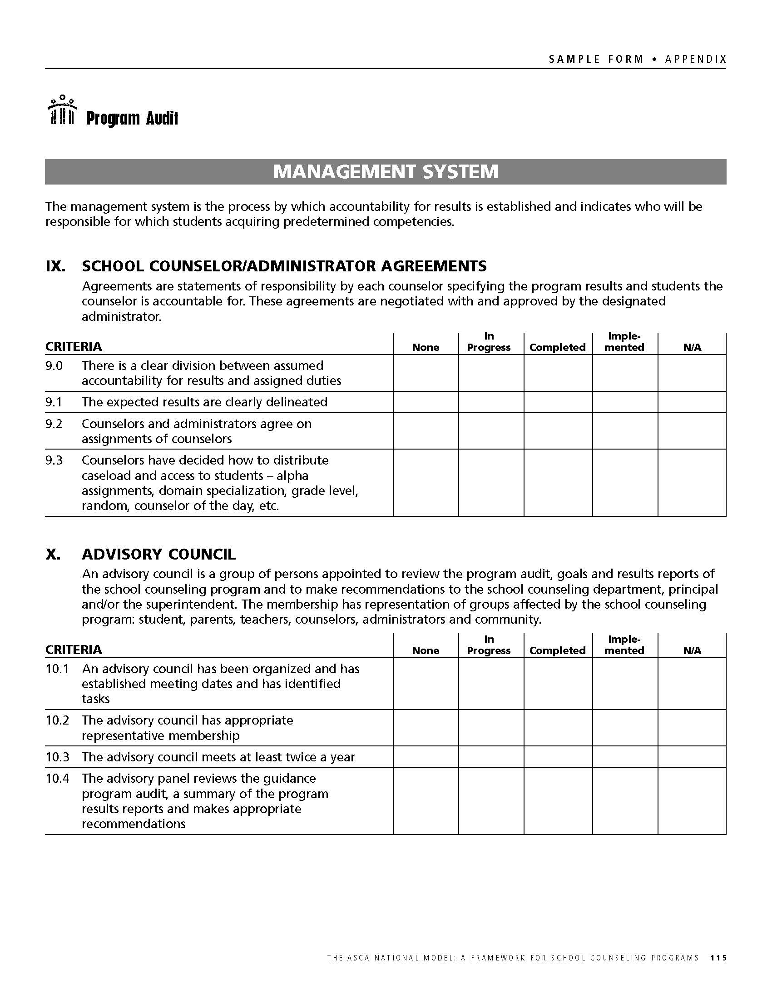 SAMPLE FORM • APPENDIX
Program Audit
MANAGEMENT SYSTEM
The management system is the process by which accountability for results is established and indicates who will be
responsible for which students acquiring predetermined competencies.
IX. SCHOOL COUNSELOR/ADMINISTRATOR AGREEMENTS
Agreements are statements of responsibility by each counselor specifying the program results and students the
counselor is accountable for. These agreements are negotiated with and approved by the designated
administrator.
CRITERIA None In Progress Completed Imple-mented N/A
9.0 There is a clear division between assumed
accountability for results and assigned duties
9.1 The expected results are clearly delineated
9.2 Counselors and administrators agree on
assignments of counselors
9.3 Counselors have decided how to distribute
caseload and access to students – alpha
assignments, domain specialization, grade level,
random, counselor of the day, etc.
X. ADVISORY COUNCIL
An advisory council is a group of persons appointed to review the program audit, goals and results reports of
the school counseling program and to make recommendations to the school counseling department, principal
and/or the superintendent. The membership has representation of groups affected by the school counseling
program: student, parents, teachers, counselors, administrators and community.
CRITERIA None In Progress Completed Imple-mented N/A
10.1 An advisory council has been organized and has
established meeting dates and has identified
tasks
10.2 The advisory council has appropriate
representative membership
10.3 The advisory council meets at least twice a year
10.4 The advisory panel reviews the guidance
program audit, a summary of the program
results reports and makes appropriate
recommendations
THE ASCA NATIONAL MODEL: A FRAMEWORK FOR SCHOOL COUNSELING PROGRAMS 115